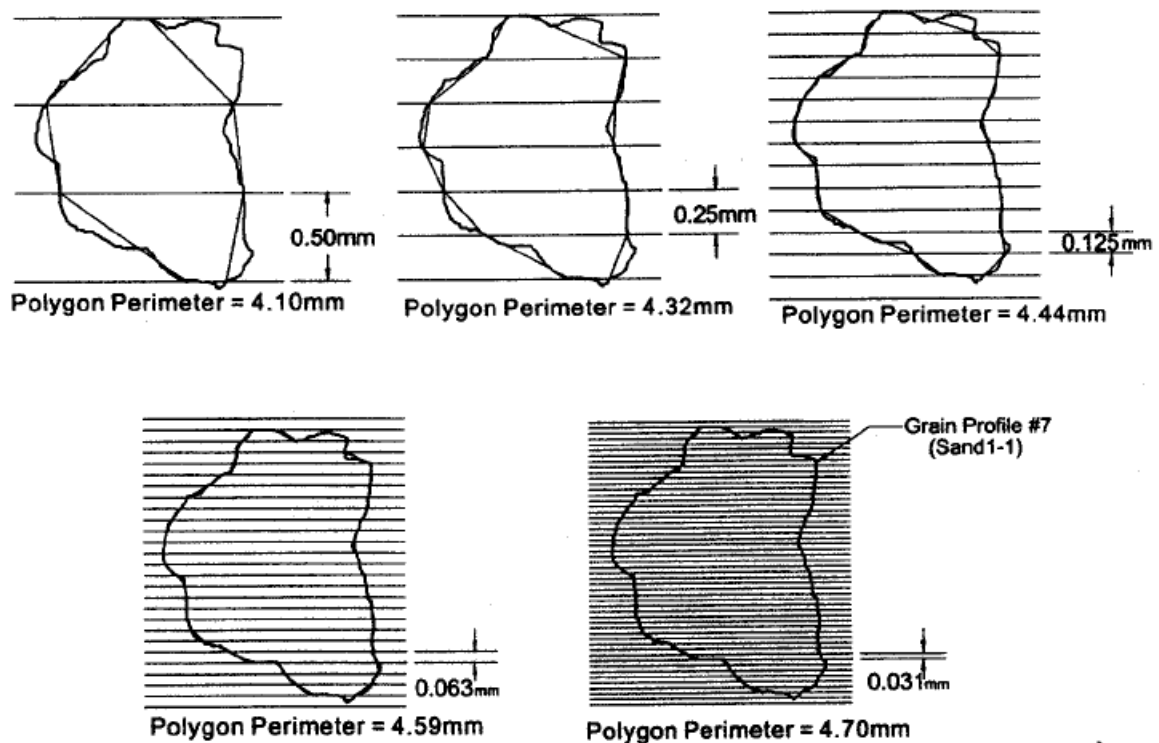 0.50mm
Polygon Perimeter = 4.10mm
0.25mm
Polygon Perimeter = 4.32mm
0.125mm
Polygon Perimeter = 4.44mm
0.063mm
Polygon Perimeter = 4.59mm
Grain Profile #7
(Sand1-1)
0.031mm
Polygon Perimeter = 4.70mm